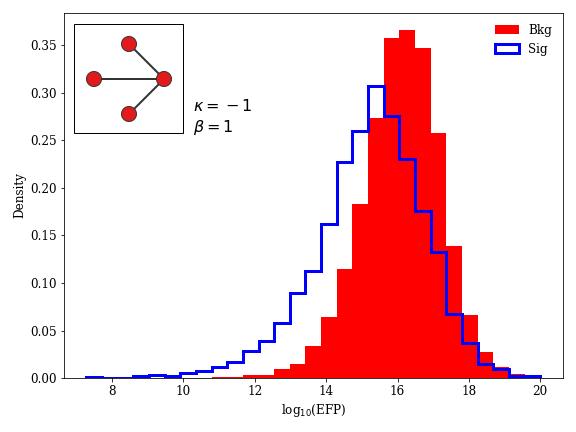 Bkg
Sig
κ = −1
β = 1
Density
0.35
0.30
0.25
0.20
0.15
0.10
0.05
0.00
8 10 12 14 16 18 20
log₁₀(EFP)